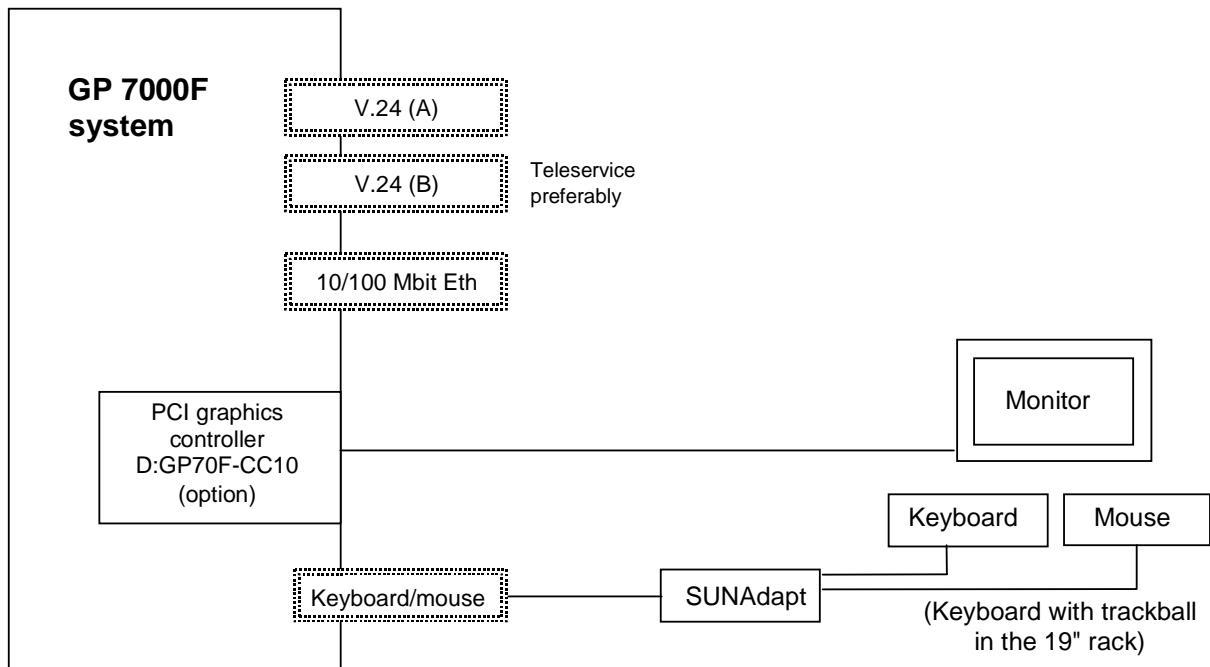 GP 7000F
system
V.24 (A)
V.24 (B)
Teleservice
preferably
10/100 Mbit Eth
PCI graphics
controller
D:GP70F-CC10
(option)
Monitor
Keyboard
Mouse
Keyboard/mouse
SUNAdapt
(Keyboard with trackball
in the 19" rack)